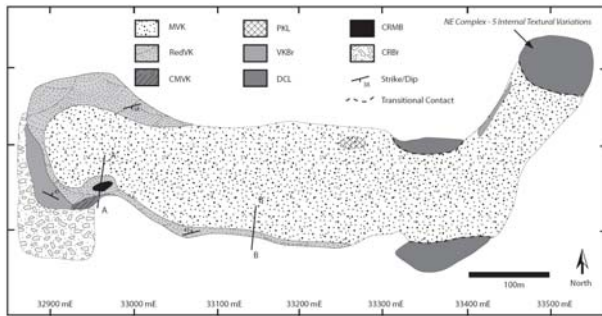 MVK
PKL
CRMB
NE Complex - 5 Internal Textural Variations
RedVK
VKBr
CRBr
CMVK
DCL
Strike/Dip
Transitional Contact
A
A
B
B
100m
North
32900 mE
33000 mE
33100 mE
33200 mE
33300 mE
33400 mE
33500 mE